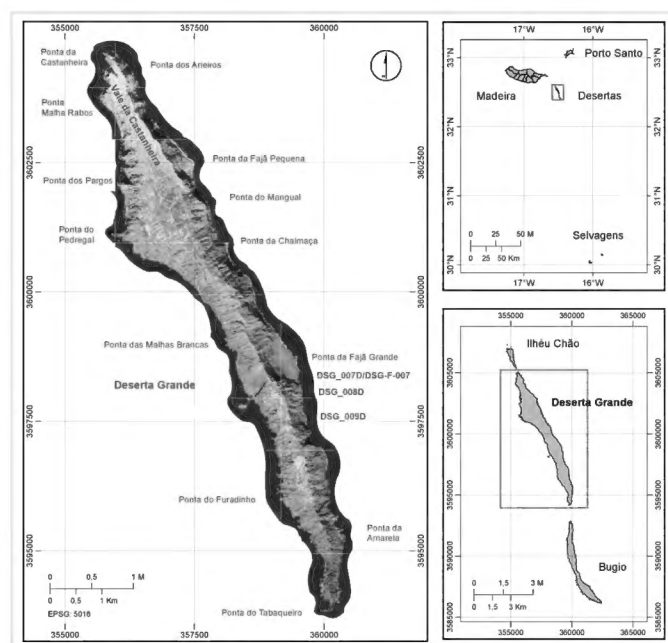 355000 357500 360000
Ponta da
Castanheira
Ponta dos Arieiros
Ponta
Malha Rabos
Vale da Castanheira
3602500
3602500
Ponta da Fajã Pequena
Ponta dos Pargos
Ponta do Mangual
Ponta do
Pedregal
Ponta da Chalmaça
3600000
3600000
Ponta das Malhas Brancas
Ponta da Fajã Grande
DSG_007D/DSG-F-007
Deserta Grande
DSG_008D
DSG_009D
3597500
3597500
Ponta do Furadinho
Ponta da
Amarela
3595000
3595000
0 0,5 1 M
0 0,5 1 Km
EPSG: 5016
Ponta do Tabaqueiro
355000 357500 360000
17°W 16°W
33°N
33°N
Porto Santo
Madeira
Desertas
32°N
32°N
31°N
31°N
0 25 50 M
0 25 50 Km
Selvagens
30°N
30°N
17°W 16°W
355000 360000
Ilhéu Chão
3605000
3605000
Deserta Grande
3600000
3600000
3595000
3595000
3590000
3590000
Bugio
0 1,5 3 M
0 1,5 3 Km
3585000
3585000
355000 360000